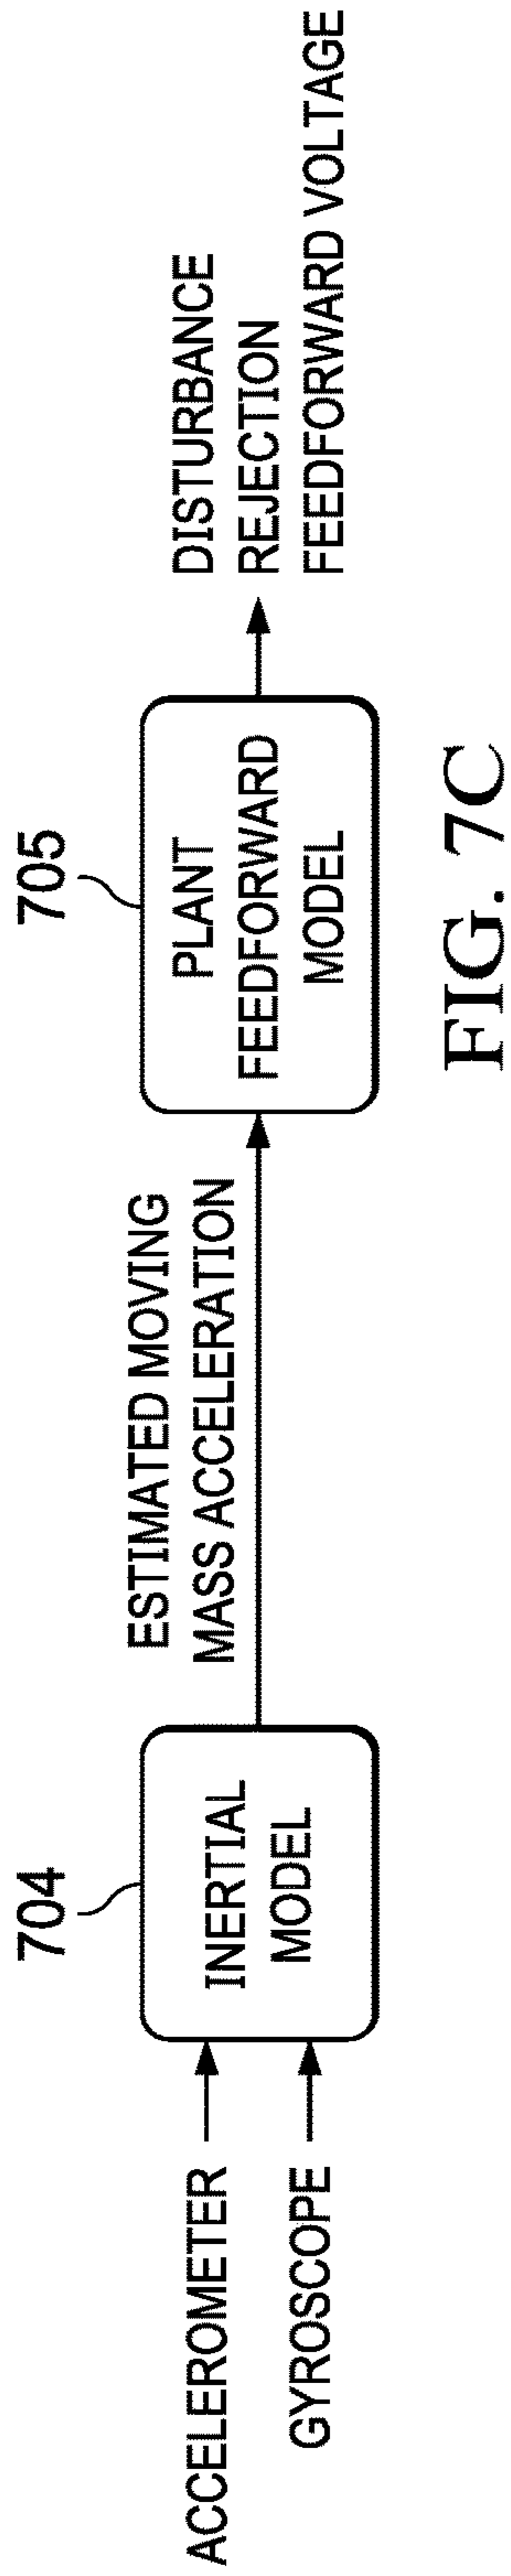 ACCELEROMETER
GYROSCOPE
704
INERTIAL
MODEL
ESTIMATED MOVING
MASS ACCELERATION
705
PLANT
FEEDFORWARD
MODEL
DISTURBANCE
REJECTION
FEEDFORWARD VOLTAGE
FIG. 7C